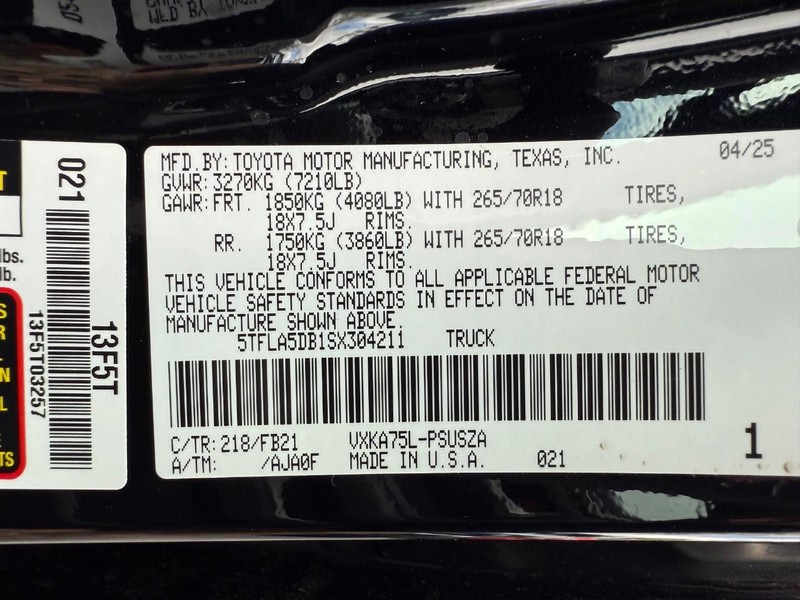 WLD BY
021
lbs.
lb.
13F5T
13F5T03257
MFD.BY:TOYOTA MOTOR MANUFACTURING, TEXAS, INC. 04/25
GVWR:3270KG (7210LB)
GAWR:FRT. 1850KG (4080LB) WITH 265/70R18 TIRES,
18X7.5J RIMS.
RR. 1750KG (3860LB) WITH 265/70R18 TIRES,
18X7.5J RIMS.
THIS VEHICLE CONFORMS TO ALL APPLICABLE FEDERAL MOTOR
VEHICLE SAFETY STANDARDS IN EFFECT ON THE DATE OF
MANUFACTURE SHOWN ABOVE.
5TFLA5DB1SX304211 TRUCK
C/TR:218/FB21 VXKA75L-PSUSZA
A/TM: /AJA0F MADE IN U.S.A. 021
1